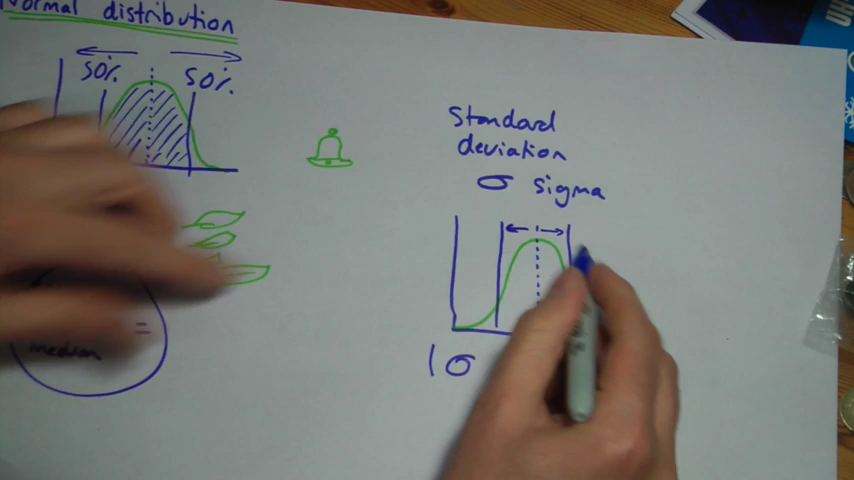 Normal distribution
50% 50%
=
median
Standard
deviation
σ sigma
1σ